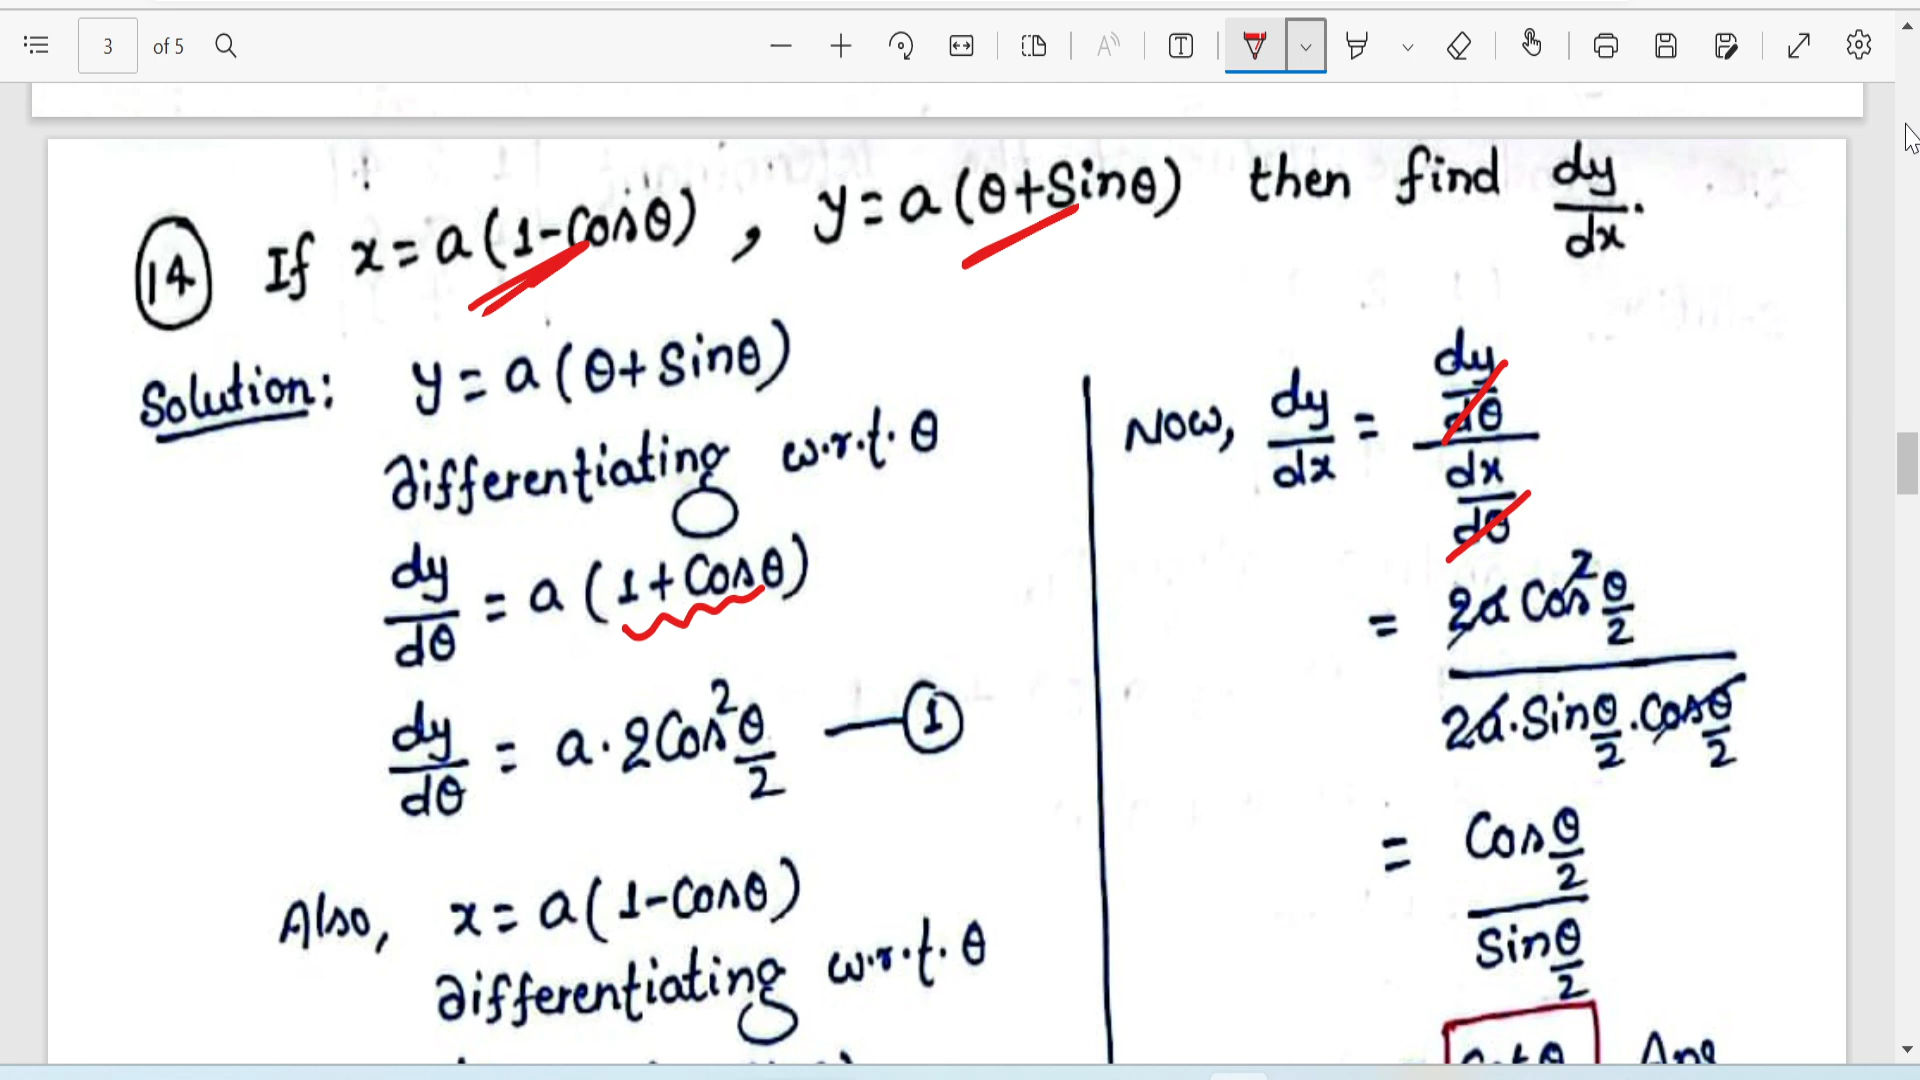 3 of 5
14 If x = a (1-Cosθ) , y = a (θ+Sinθ) then find dy/dx.
Solution: y = a (θ+Sinθ)
differentiating w.r.t. θ
dy/dθ = a (1+Cosθ)
dy/dθ = a · 2Cos²θ/2 — 1
Also, x = a (1-Cosθ)
differentiating w.r.t. θ
Now, dy/dx = dy/dθ / dx/dθ
= 2a Cos²θ/2 / 2a·Sinθ/2·Cosθ/2
= Cosθ/2 / Sinθ/2
Ans